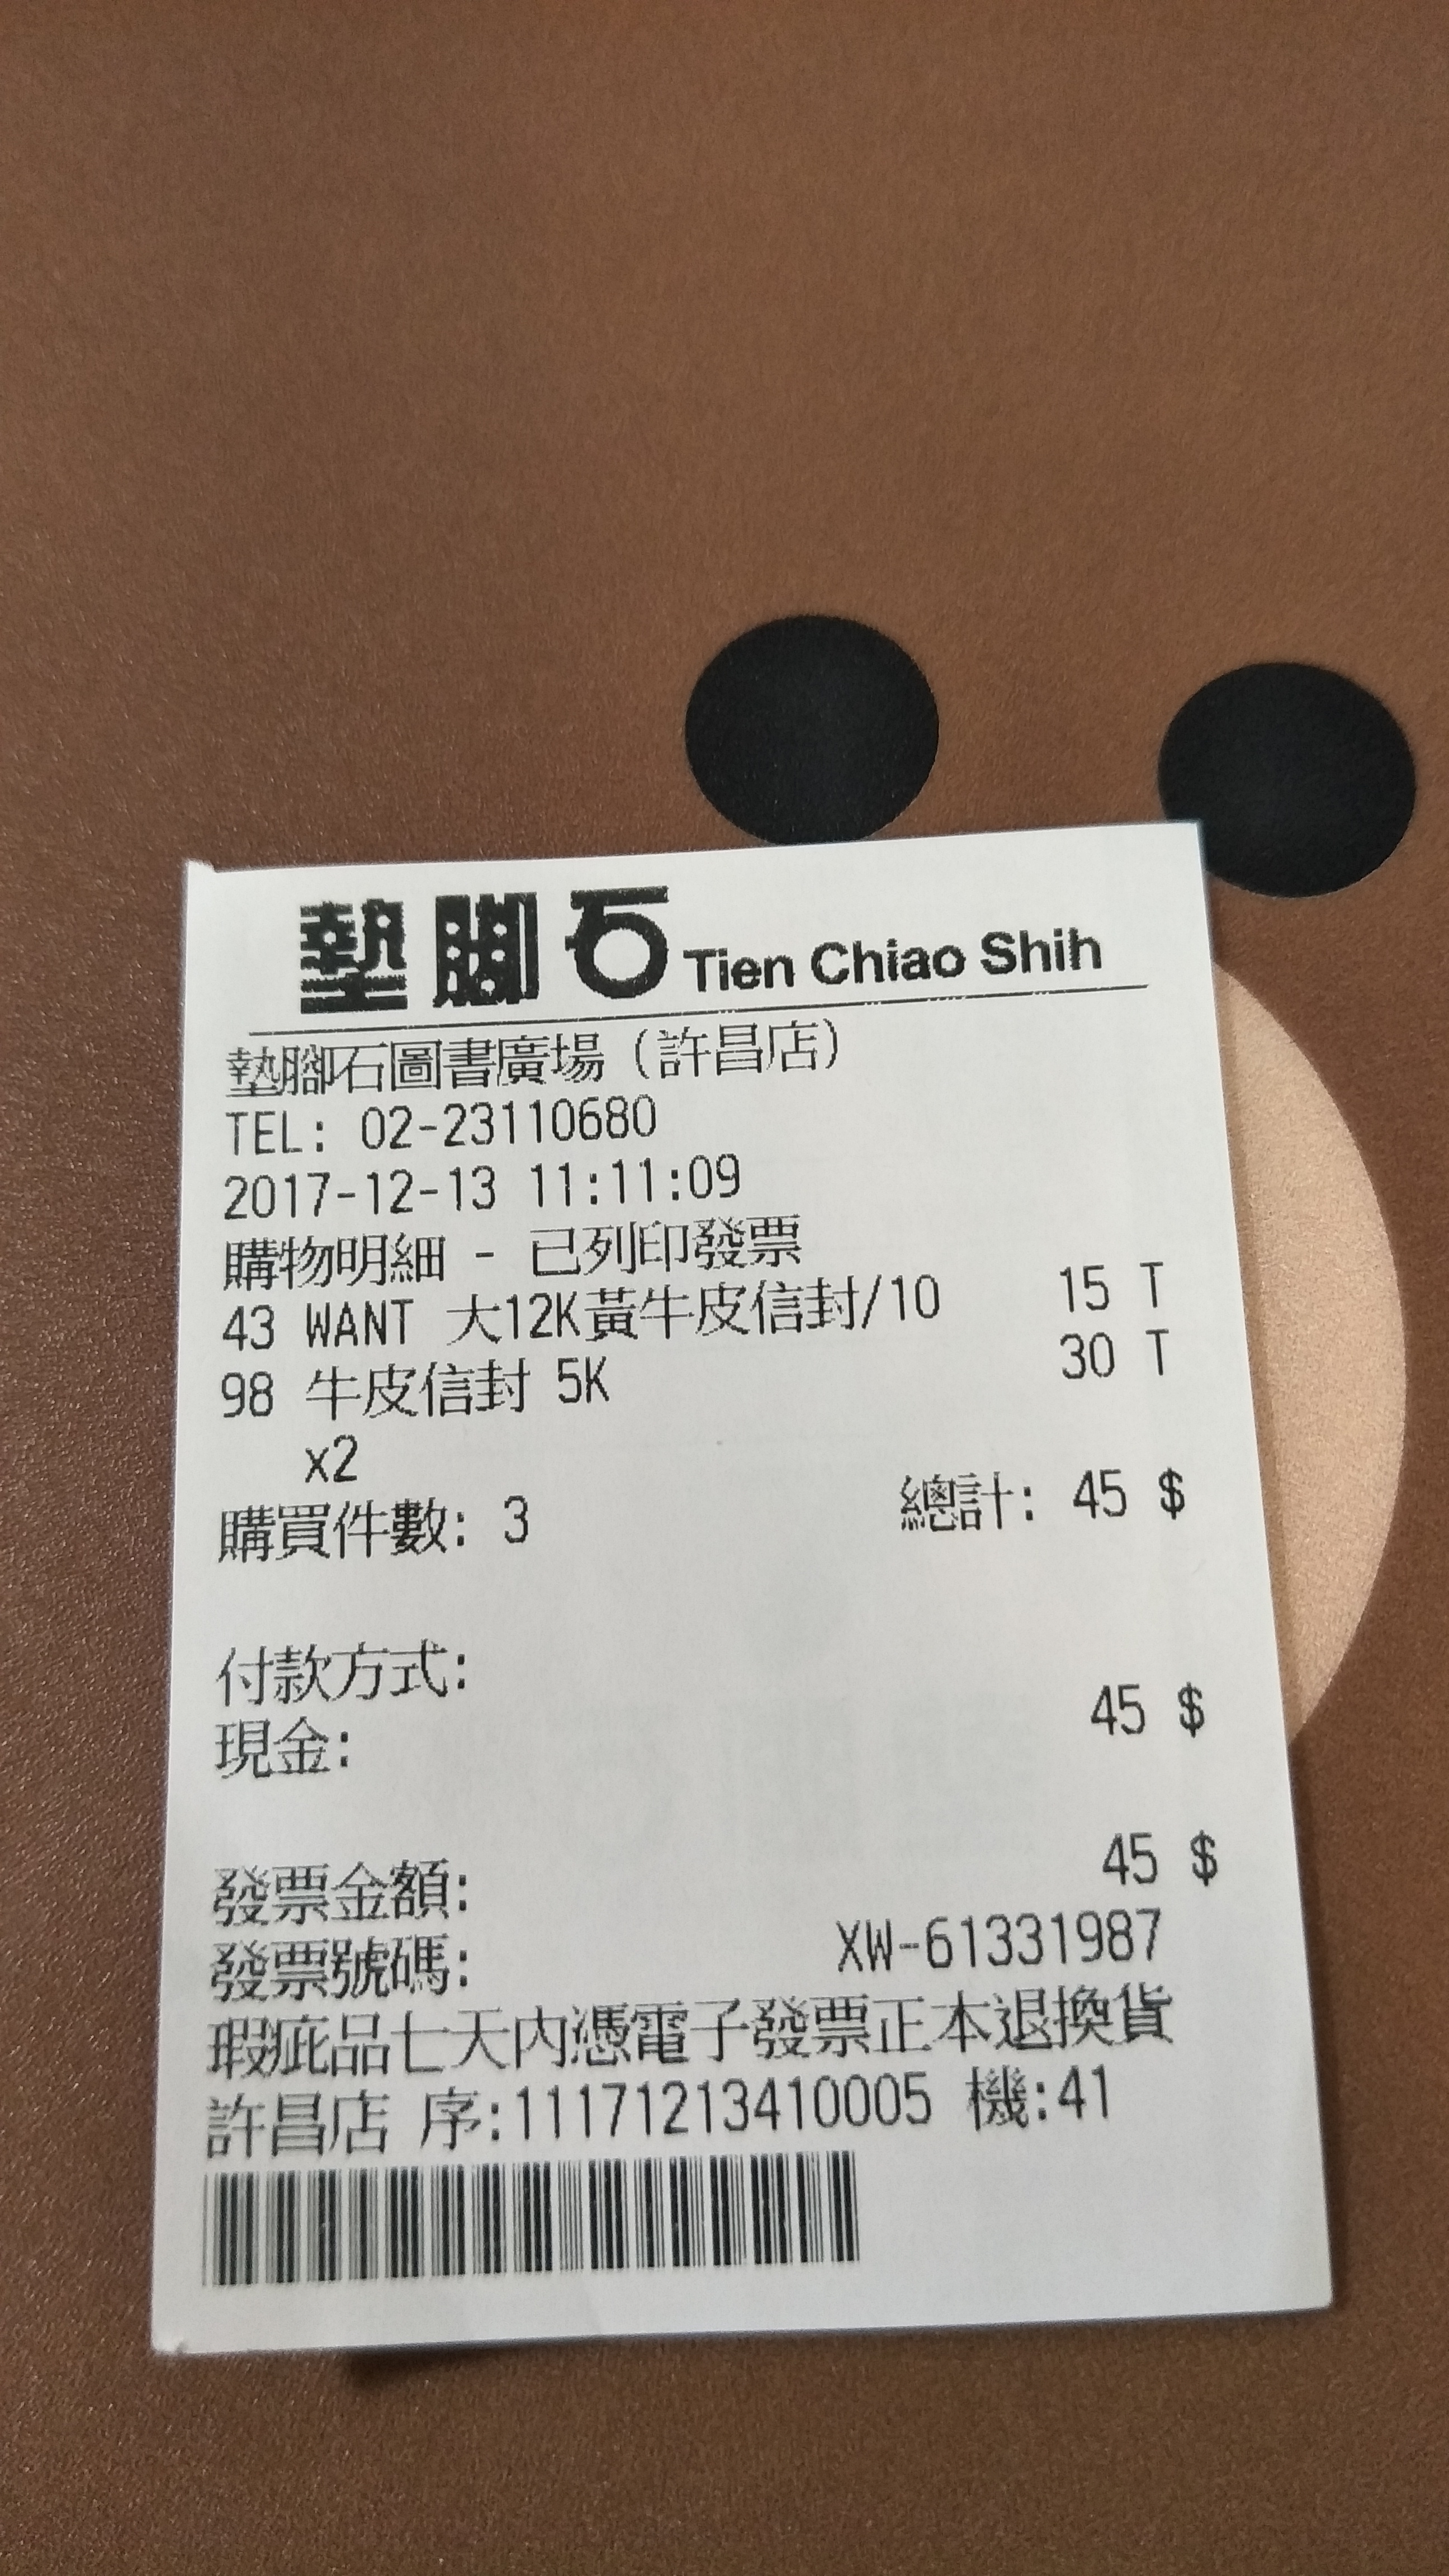 墊腳石 Tien Chiao Shih
墊腳石圖書廣場 (許昌店)
TEL: 02-23110680
2017-12-13 11:11:09
購物明細 - 已列印發票
43 WANT 大12K黃牛皮信封/10 15 T
98 牛皮信封 5K 30 T
x2
購買件數: 3 總計: 45 $
付款方式:
現金: 45 $
發票金額: 45 $
發票號碼: XW-61331987
瑕疵品七天內憑電子發票正本退換貨
許昌店 序:11171213410005 機:41